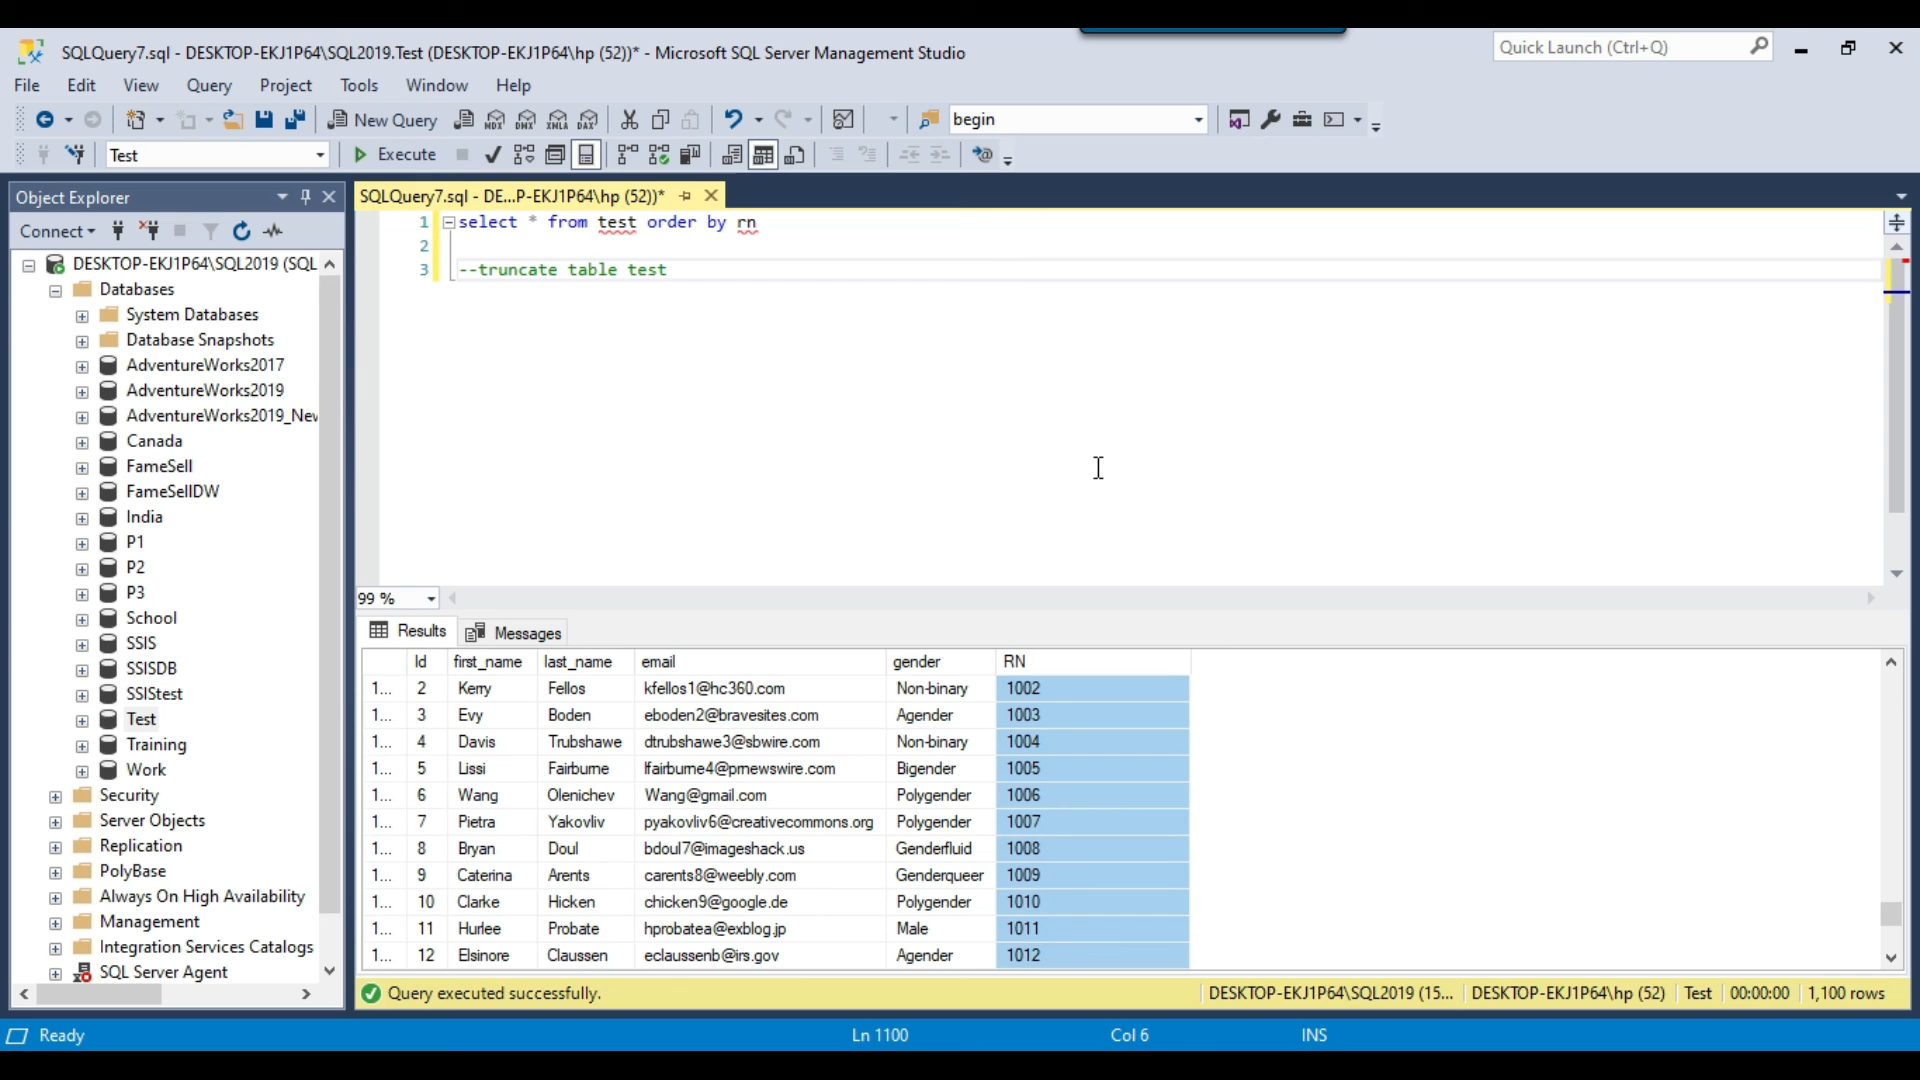 SQLQuery7.sql - DESKTOP-EKJ1P64\SQL2019.Test (DESKTOP-EKJ1P64\hp (52))* - Microsoft SQL Server Management Studio
Quick Launch (Ctrl+Q)
File Edit View Query Project Tools Window Help
New Query MDX DMX XMLA DAX begin
Test Execute
Object Explorer
SQLQuery7.sql - DE...P-EKJ1P64\hp (52))*
Connect
DESKTOP-EKJ1P64\SQL2019 (SQL
Databases
System Databases
Database Snapshots
AdventureWorks2017
AdventureWorks2019
AdventureWorks2019_New
Canada
FameSell
FameSellDW
India
P1
P2
P3
School
SSIS
SSISDB
SSIStest
Test
Training
Work
Security
Server Objects
Replication
PolyBase
Always On High Availability
Management
Integration Services Catalogs
SQL Server Agent
1 select * from test order by rn
2
3 --truncate table test
99 %
Results Messages
Id first_name last_name email gender RN
1... 2 Kerry Fellos kfellos1@hc360.com Non-binary 1002
1... 3 Evy Boden eboden2@bravesites.com Agender 1003
1... 4 Davis Trubshawe dtrubshawe3@sbwire.com Non-binary 1004
1... 5 Lissi Fairburne lfairburne4@prnewswire.com Bigender 1005
1... 6 Wang Olenichev Wang@gmail.com Polygender 1006
1... 7 Pietra Yakovliv pyakovliv6@creativecommons.org Polygender 1007
1... 8 Bryan Doul bdoul7@imageshack.us Genderfluid 1008
1... 9 Caterina Arents carents8@weebly.com Genderqueer 1009
1... 10 Clarke Hicken chicken9@google.de Polygender 1010
1... 11 Hurlee Probate hprobatea@exblog.jp Male 1011
1... 12 Elsinore Claussen eclaussenb@irs.gov Agender 1012
Query executed successfully. DESKTOP-EKJ1P64\SQL2019 (15... DESKTOP-EKJ1P64\hp (52) Test 00:00:00 1,100 rows
Ready Ln 1100 Col 6 INS